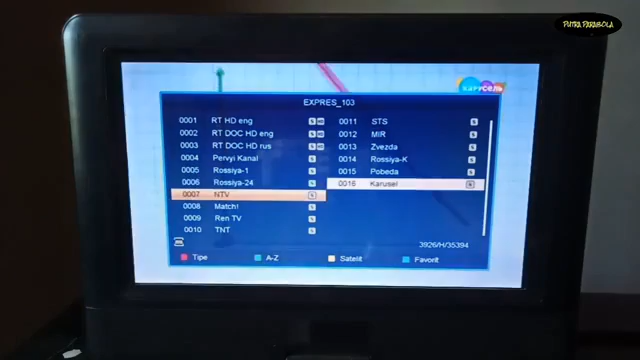 PUTRA PARABOLA
карусель
EXPRES_103
0001 RT HD eng
0002 RT DOC HD eng
0003 RT DOC HD rus
0004 Pervyi Kanal
0005 Rossiya-1
0006 Rossiya-24
0007 NTV
0008 Match!
0009 Ren TV
0010 TNT
0011 STS
0012 MIR
0013 Zvezda
0014 Rossiya-K
0015 Pobeda
0016 Karusel
3926/H/35394
Tipe
A-Z
Satelit
Favorit